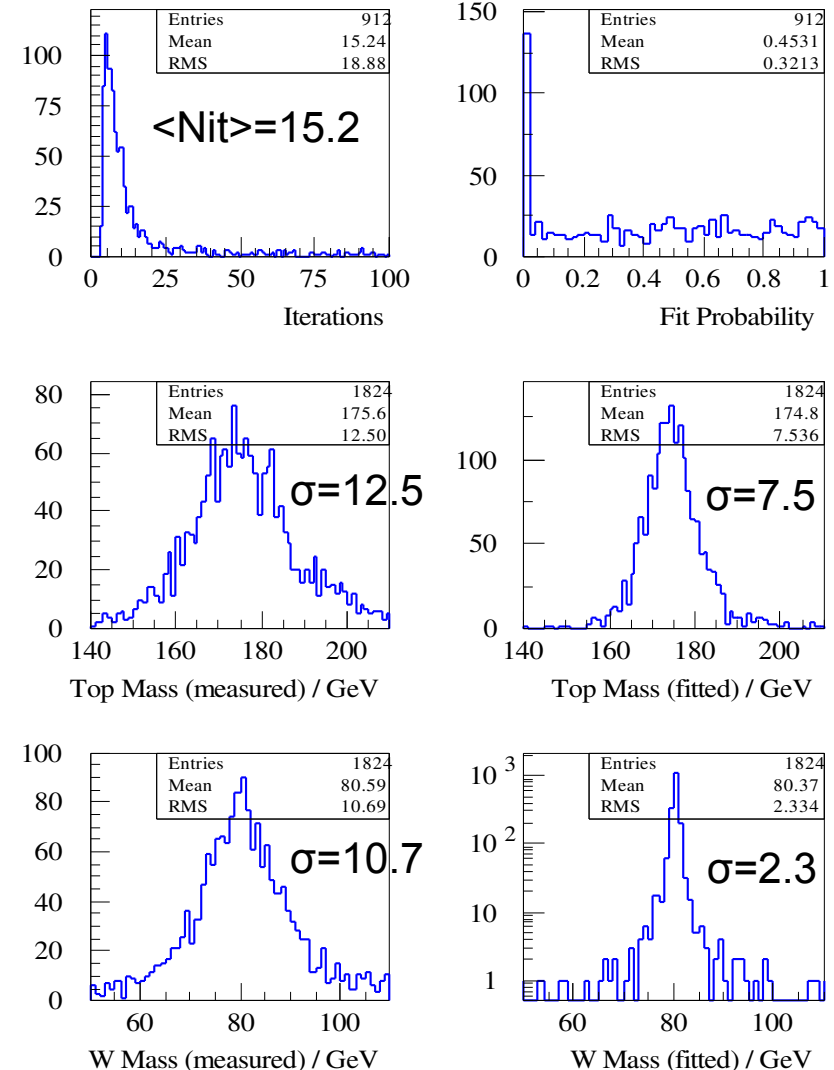 Entries 912
Mean 15.24
RMS 18.88
<Nit>=15.2
100
75
50
25
0
0 25 50 75 100
Iterations
Entries 912
Mean 0.4531
RMS 0.3213
150
100
50
0
0 0.2 0.4 0.6 0.8 1
Fit Probability
Entries 1824
Mean 175.6
RMS 12.50
σ=12.5
80
60
40
20
0
140 160 180 200
Top Mass (measured) / GeV
Entries 1824
Mean 174.8
RMS 7.536
σ=7.5
100
50
0
140 160 180 200
Top Mass (fitted) / GeV
Entries 1824
Mean 80.59
RMS 10.69
σ=10.7
100
80
60
40
20
0
60 80 100
W Mass (measured) / GeV
Entries 1824
Mean 80.37
RMS 2.334
σ=2.3
10 3
10 2
10
1
60 80 100
W Mass (fitted) / GeV